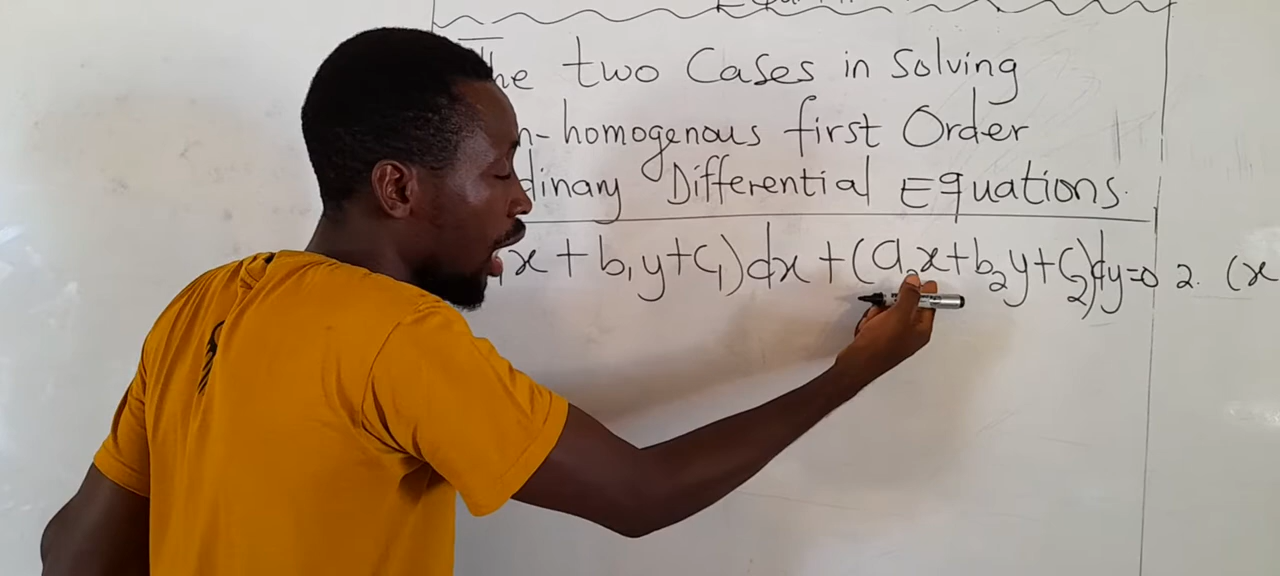 The two Cases in Solving
n-homogenous first Order
dinary Differential Equations.
x + b₁y+C₁)dx + (a₂x+b₂y+C₂)dy=0 2. (x